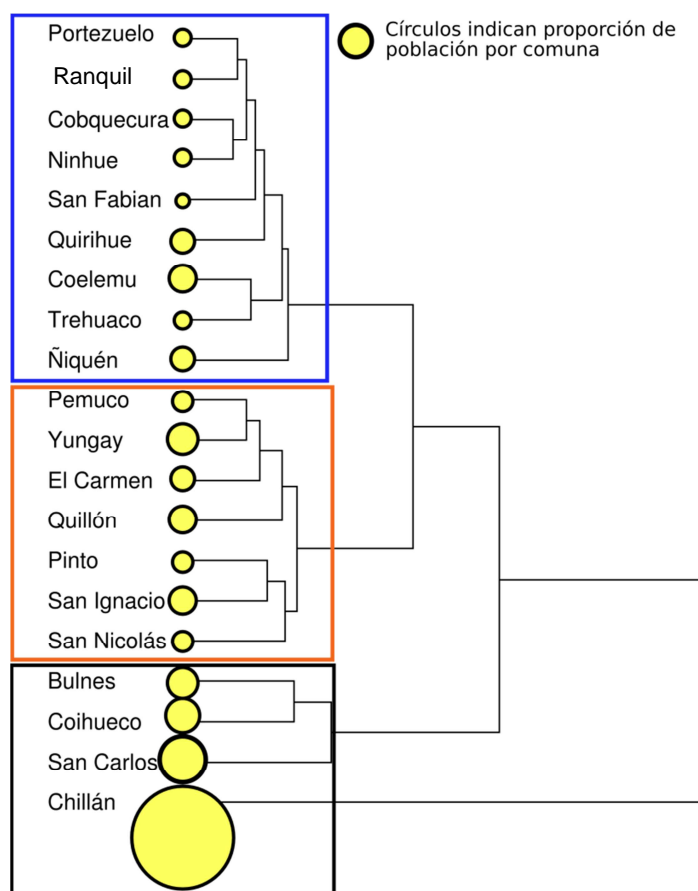 Portezuelo
Círculos indican proporción de
población por comuna
Ranquil
Cobquecura
Ninhue
San Fabian
Quirihue
Coelemu
Trehuaco
Ñiquén
Pemuco
Yungay
El Carmen
Quillón
Pinto
San Ignacio
San Nicolás
Bulnes
Coihueco
San Carlos
Chillán